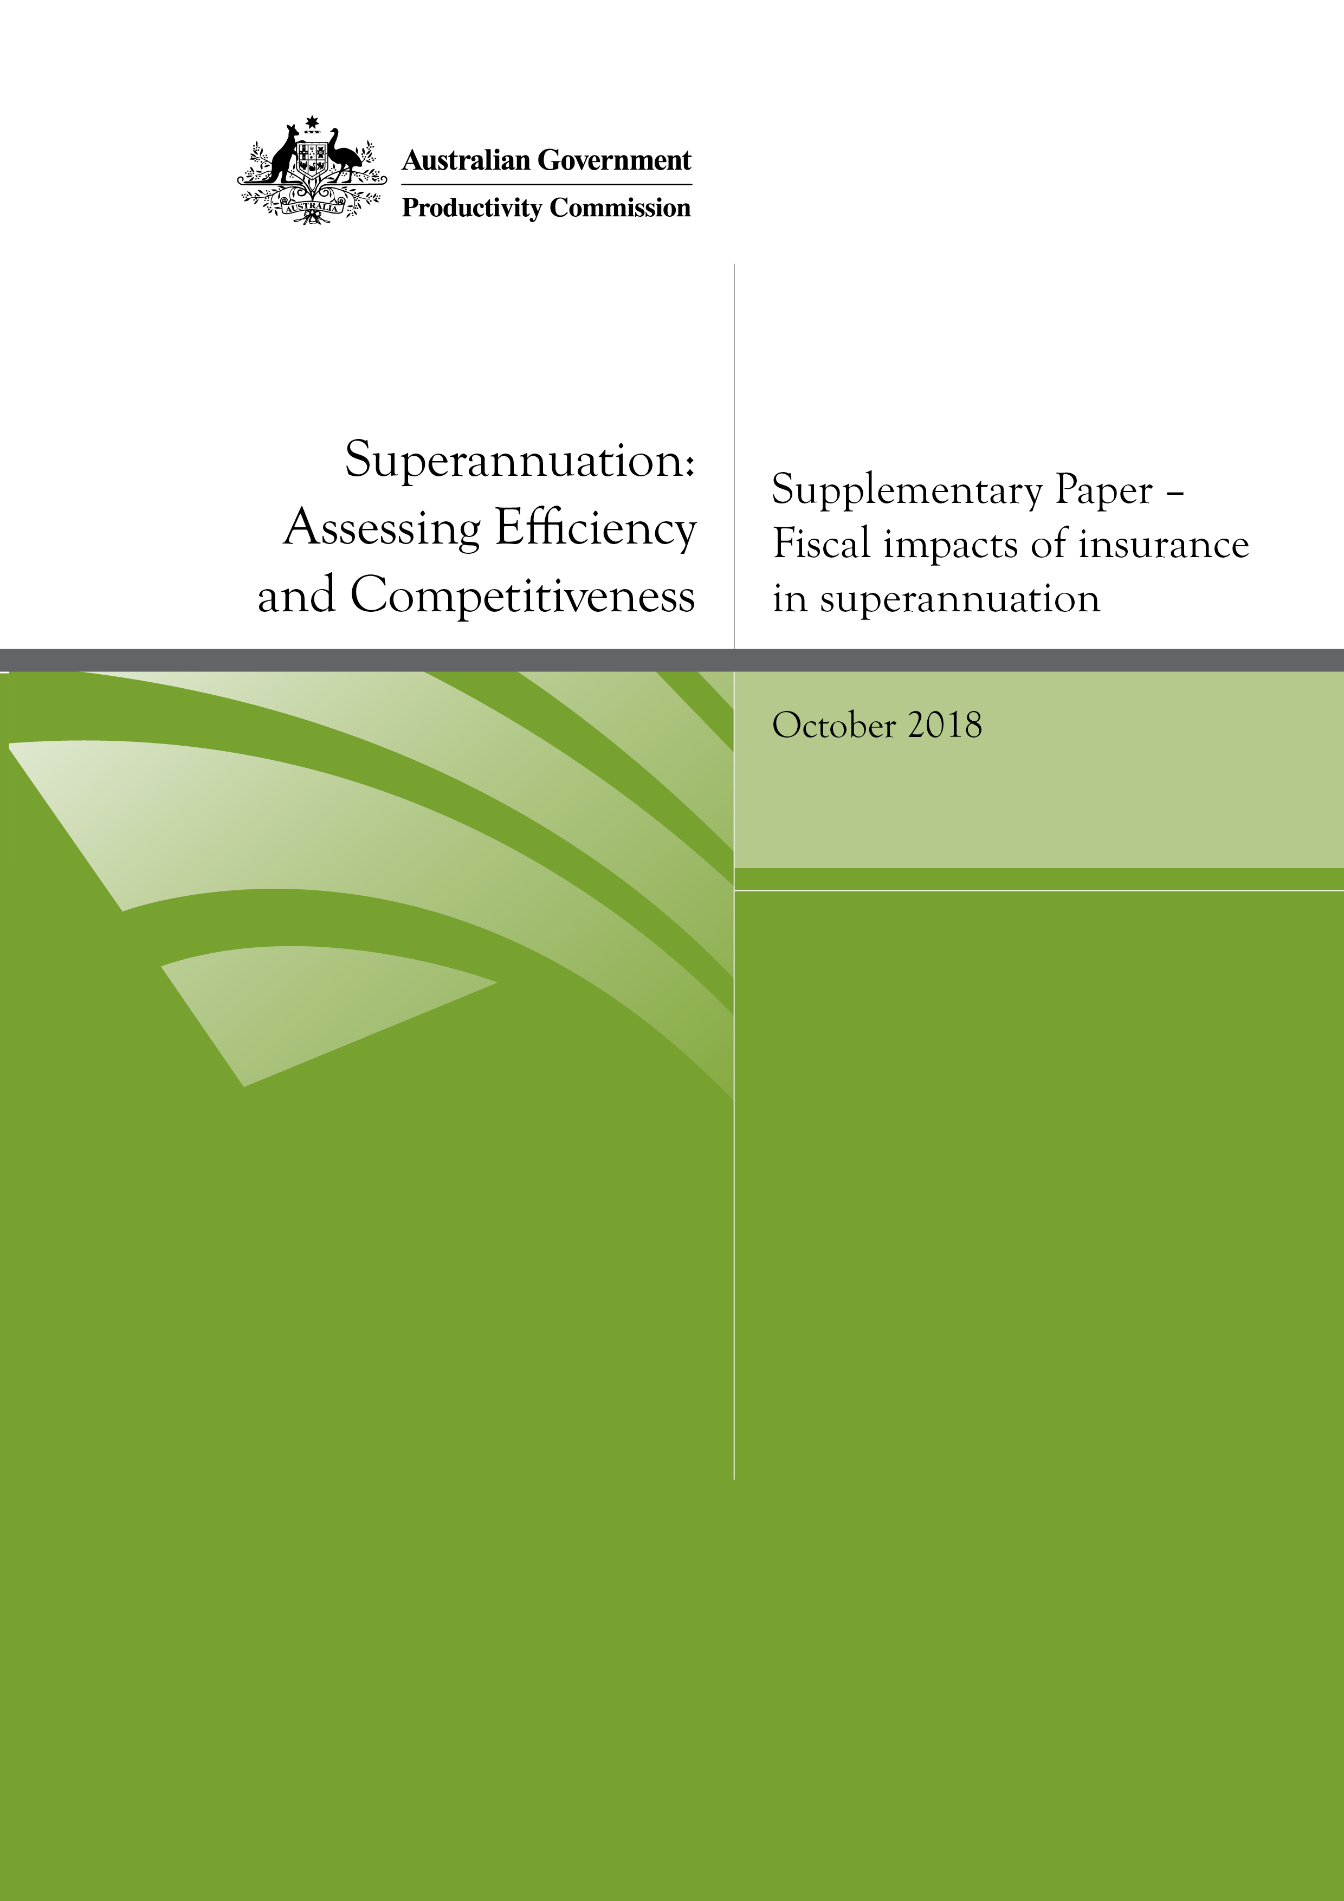 AUSTRALIA
Australian Government
Productivity Commission
Superannuation:
Assessing Efficiency
and Competitiveness
Supplementary Paper –
Fiscal impacts of insurance
in superannuation
October 2018